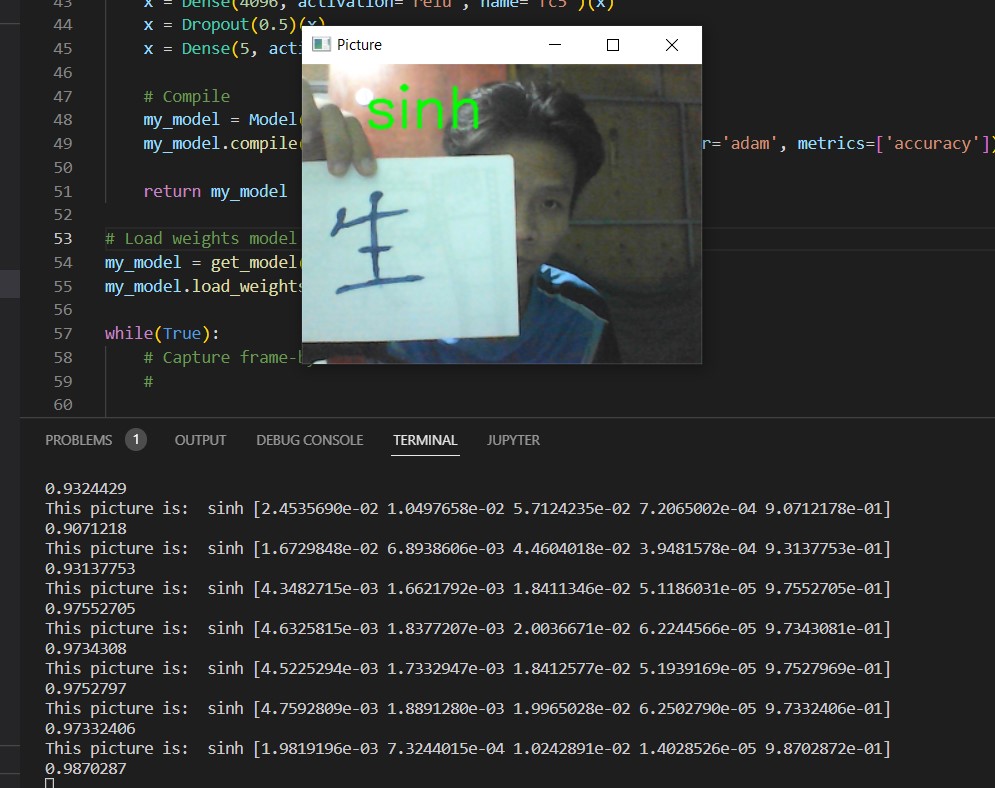 43 x = Dense(4096, activation='relu', name='fc5')(x)
44 x = Dropout(0.5)(x)
45 x = Dense(5, acti
46
47 # Compile
48 my_model = Model(
49 my_model.compile( r='adam', metrics=['accuracy'])
50
51 return my_model
52
53 # Load weights model
54 my_model = get_model(
55 my_model.load_weights
56
57 while(True):
58 # Capture frame-b
59 #
60
Picture
sinh
生
PROBLEMS 1 OUTPUT DEBUG CONSOLE TERMINAL JUPYTER
0.9324429
This picture is:  sinh [2.4535690e-02 1.0497658e-02 5.7124235e-02 7.2065002e-04 9.0712178e-01]
0.9071218
This picture is:  sinh [1.6729848e-02 6.8938606e-03 4.4604018e-02 3.9481578e-04 9.3137753e-01]
0.93137753
This picture is:  sinh [4.3482715e-03 1.6621792e-03 1.8411346e-02 5.1186031e-05 9.7552705e-01]
0.97552705
This picture is:  sinh [4.6325815e-03 1.8377207e-03 2.0036671e-02 6.2244566e-05 9.7343081e-01]
0.9734308
This picture is:  sinh [4.5225294e-03 1.7332947e-03 1.8412577e-02 5.1939169e-05 9.7527969e-01]
0.9752797
This picture is:  sinh [4.7592809e-03 1.8891280e-03 1.9965028e-02 6.2502790e-05 9.7332406e-01]
0.97332406
This picture is:  sinh [1.9819196e-03 7.3244015e-04 1.0242891e-02 1.4028526e-05 9.8702872e-01]
0.9870287